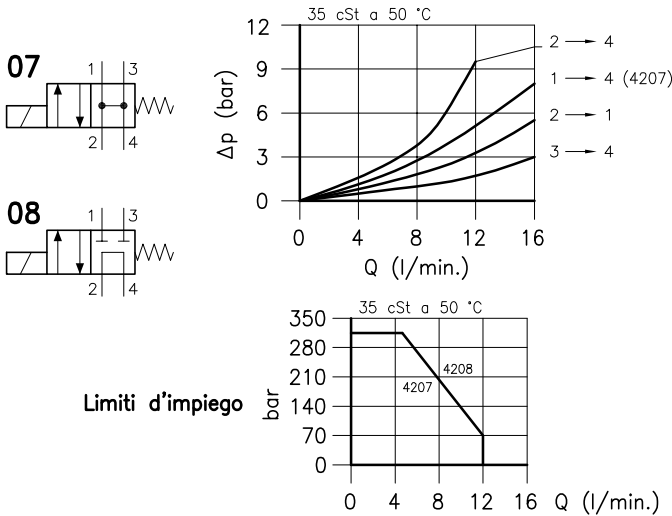 07
1 3
2 4
08
1 3
2 4
35 cSt a 50 °C
Δp (bar)
12
9
6
3
0
0 4 8 12 16
Q (l/min.)
2 → 4
1 → 4 (4207)
2 → 1
3 → 4
Limiti d'impiego
35 cSt a 50 °C
bar
350
280
210
140
70
0
4208
4207
0 4 8 12 16 Q (l/min.)